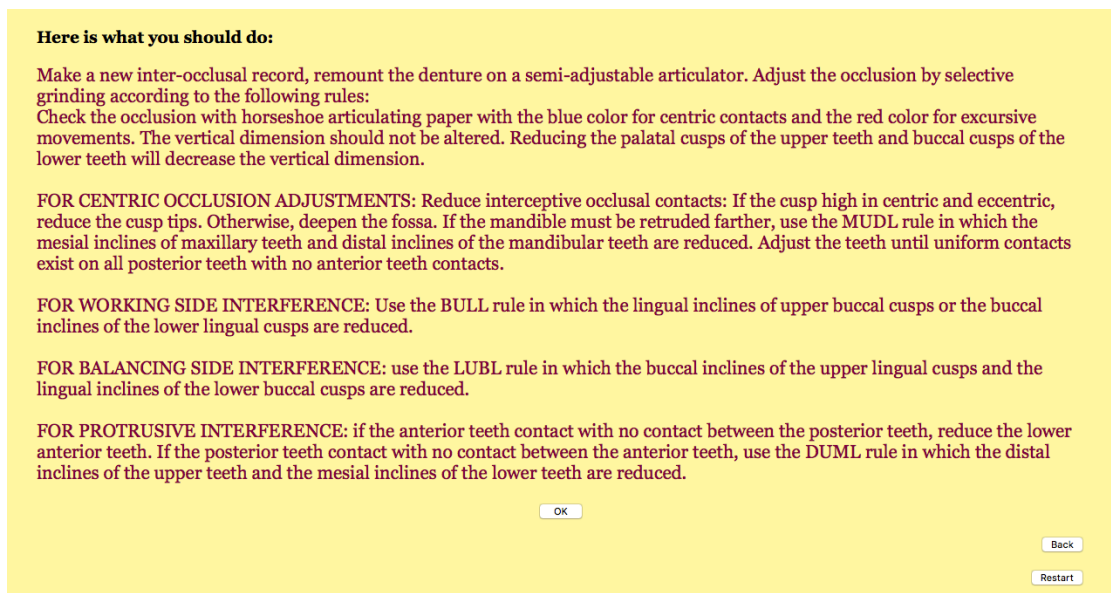 Here is what you should do:
Make a new inter-occlusal record, remount the denture on a semi-adjustable articulator. Adjust the occlusion by selective
grinding according to the following rules:
Check the occlusion with horseshoe articulating paper with the blue color for centric contacts and the red color for excursive
movements. The vertical dimension should not be altered. Reducing the palatal cusps of the upper teeth and buccal cusps of the
lower teeth will decrease the vertical dimension.
FOR CENTRIC OCCLUSION ADJUSTMENTS: Reduce interceptive occlusal contacts: If the cusp high in centric and eccentric,
reduce the cusp tips. Otherwise, deepen the fossa. If the mandible must be retruded farther, use the MUDL rule in which the
mesial inclines of maxillary teeth and distal inclines of the mandibular teeth are reduced. Adjust the teeth until uniform contacts
exist on all posterior teeth with no anterior teeth contacts.
FOR WORKING SIDE INTERFERENCE: Use the BULL rule in which the lingual inclines of upper buccal cusps or the buccal
inclines of the lower lingual cusps are reduced.
FOR BALANCING SIDE INTERFERENCE: use the LUBL rule in which the buccal inclines of the upper lingual cusps and the
lingual inclines of the lower buccal cusps are reduced.
FOR PROTRUSIVE INTERFERENCE: if the anterior teeth contact with no contact between the posterior teeth, reduce the lower
anterior teeth. If the posterior teeth contact with no contact between the anterior teeth, use the DUML rule in which the distal
inclines of the upper teeth and the mesial inclines of the lower teeth are reduced.
OK
Back
Restart